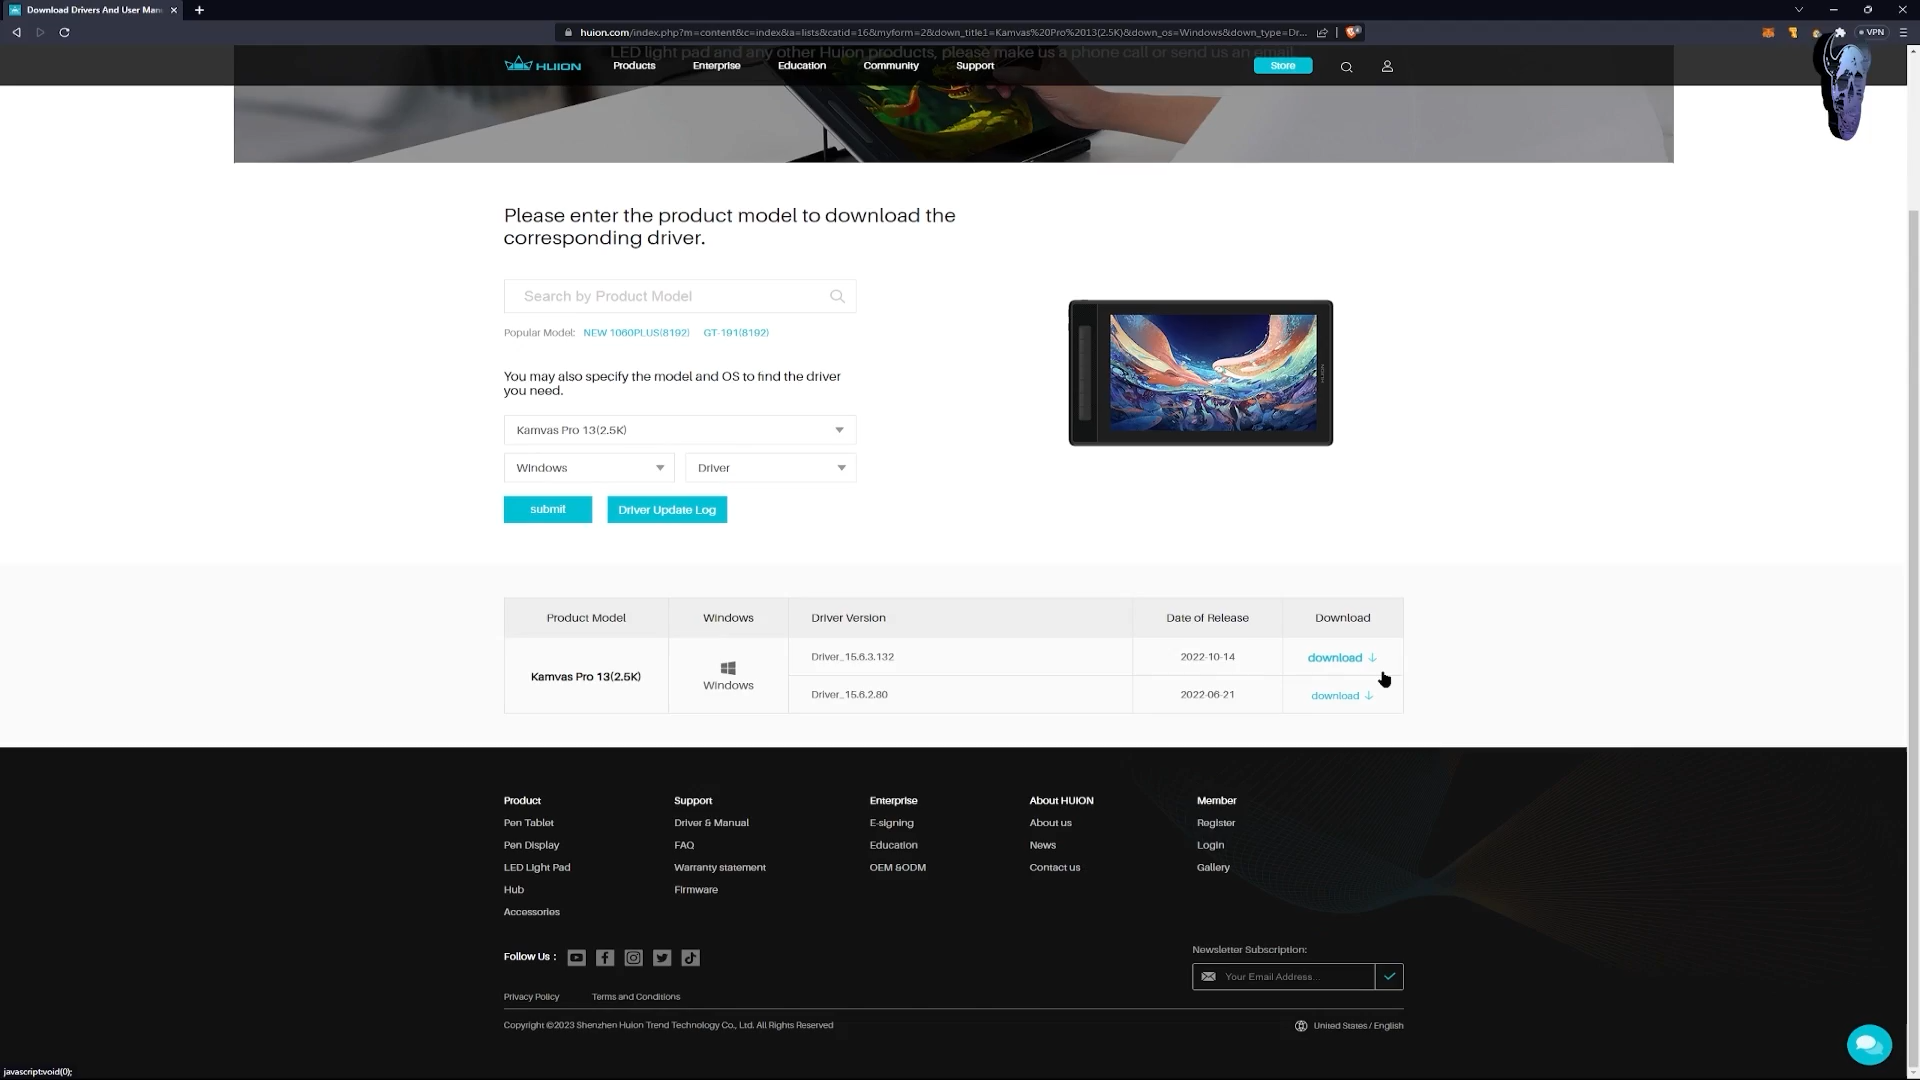 Download Drivers And User Man
huion.com/index.php?m=content&c=index&a=lists&catid=16&myform=2&down_title1=Kamvas%20Pro%2013(2.5K)&down_os=Windows&down_type=Dr...
VPN
LED light pad and any other Huion products, please make us a phone call or send us an email
HUION
Products
Enterprise
Education
Community
Support
Store
Please enter the product model to download the
corresponding driver.
Search by Product Model
Popular Model: NEW 1060PLUS(8192) GT-191(8192)
You may also specify the model and OS to find the driver
you need.
Kamvas Pro 13(2.5K)
Windows
Driver
submit
Driver Update Log
HUION
Product Model
Windows
Driver Version
Date of Release
Download
Kamvas Pro 13(2.5K)
Windows
Driver_15.6.3.132
2022-10-14
download ↓
Driver_15.6.2.80
2022-06-21
download ↓
Product
Pen Tablet
Pen Display
LED Light Pad
Hub
Accessories
Support
Driver & Manual
FAQ
Warranty statement
Firmware
Enterprise
E-signing
Education
OEM &ODM
About HUION
About us
News
Contact us
Member
Register
Login
Gallery
Follow Us :
Newsletter Subscription:
Your Email Address...
Privacy Policy
Terms and Conditions
Copyright ©2023 Shenzhen Huion Trend Technology Co., Ltd. All Rights Reserved
United States / English
javascript:void(0);